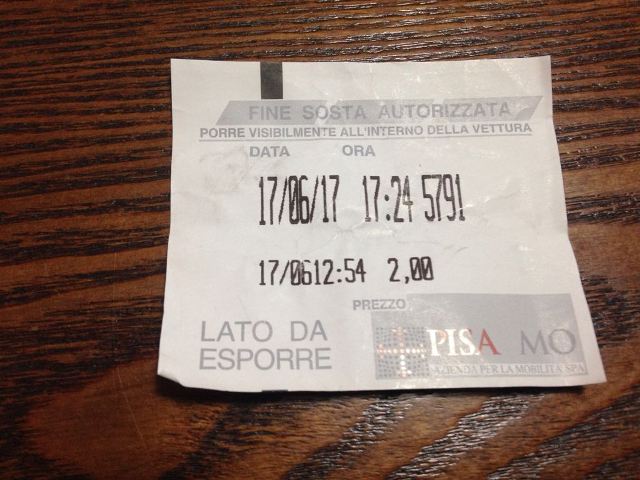 FINE SOSTA AUTORIZZATA
PORRE VISIBILMENTE ALL'INTERNO DELLA VETTURA
DATA ORA
17/06/17 17:24 5791
17/0612:54 2,00
PREZZO
LATO DA
ESPORRE
PISA MO
AZIENDA PER LA MOBILITÀ SPA